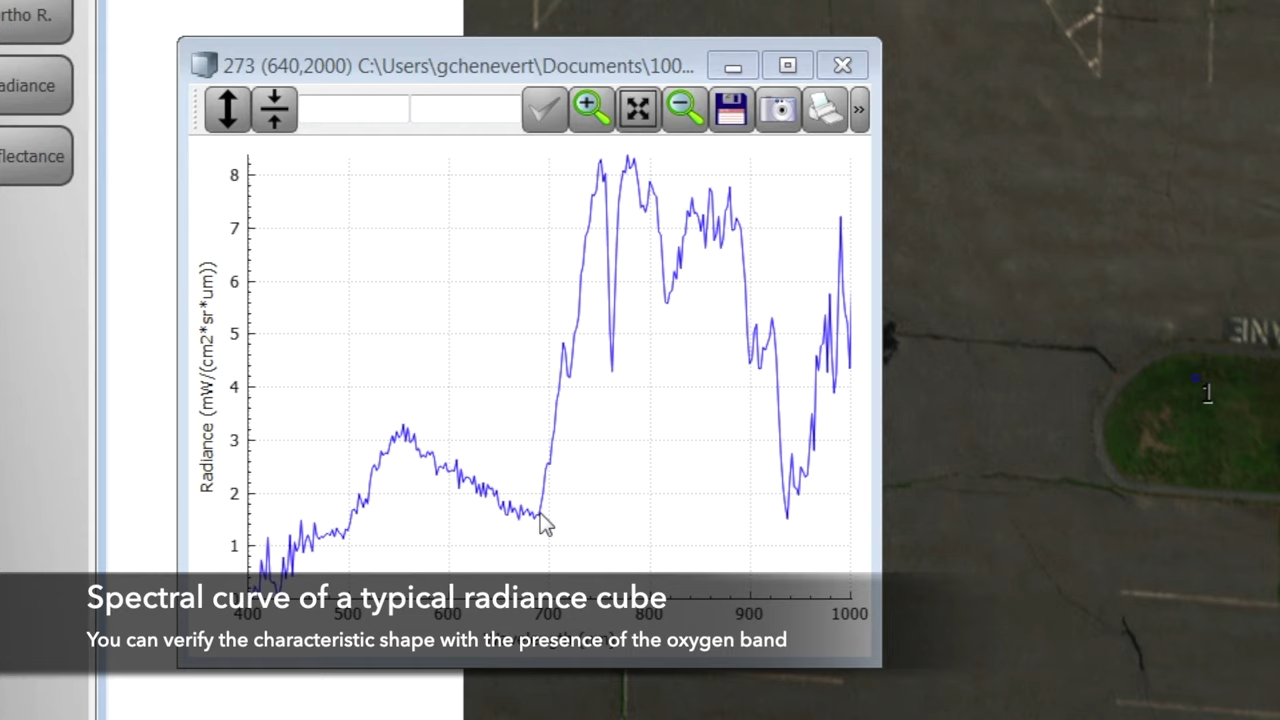 rtho R.
adiance
flectance
273 (640,2000) C:\Users\gchenevert\Documents\100...
»
Radiance (mW/(cm2*sr*um))
8
7
6
5
4
3
2
1
400 500 600 700 800 900 1000
Spectral curve of a typical radiance cube
You can verify the characteristic shape with the presence of the oxygen band
1